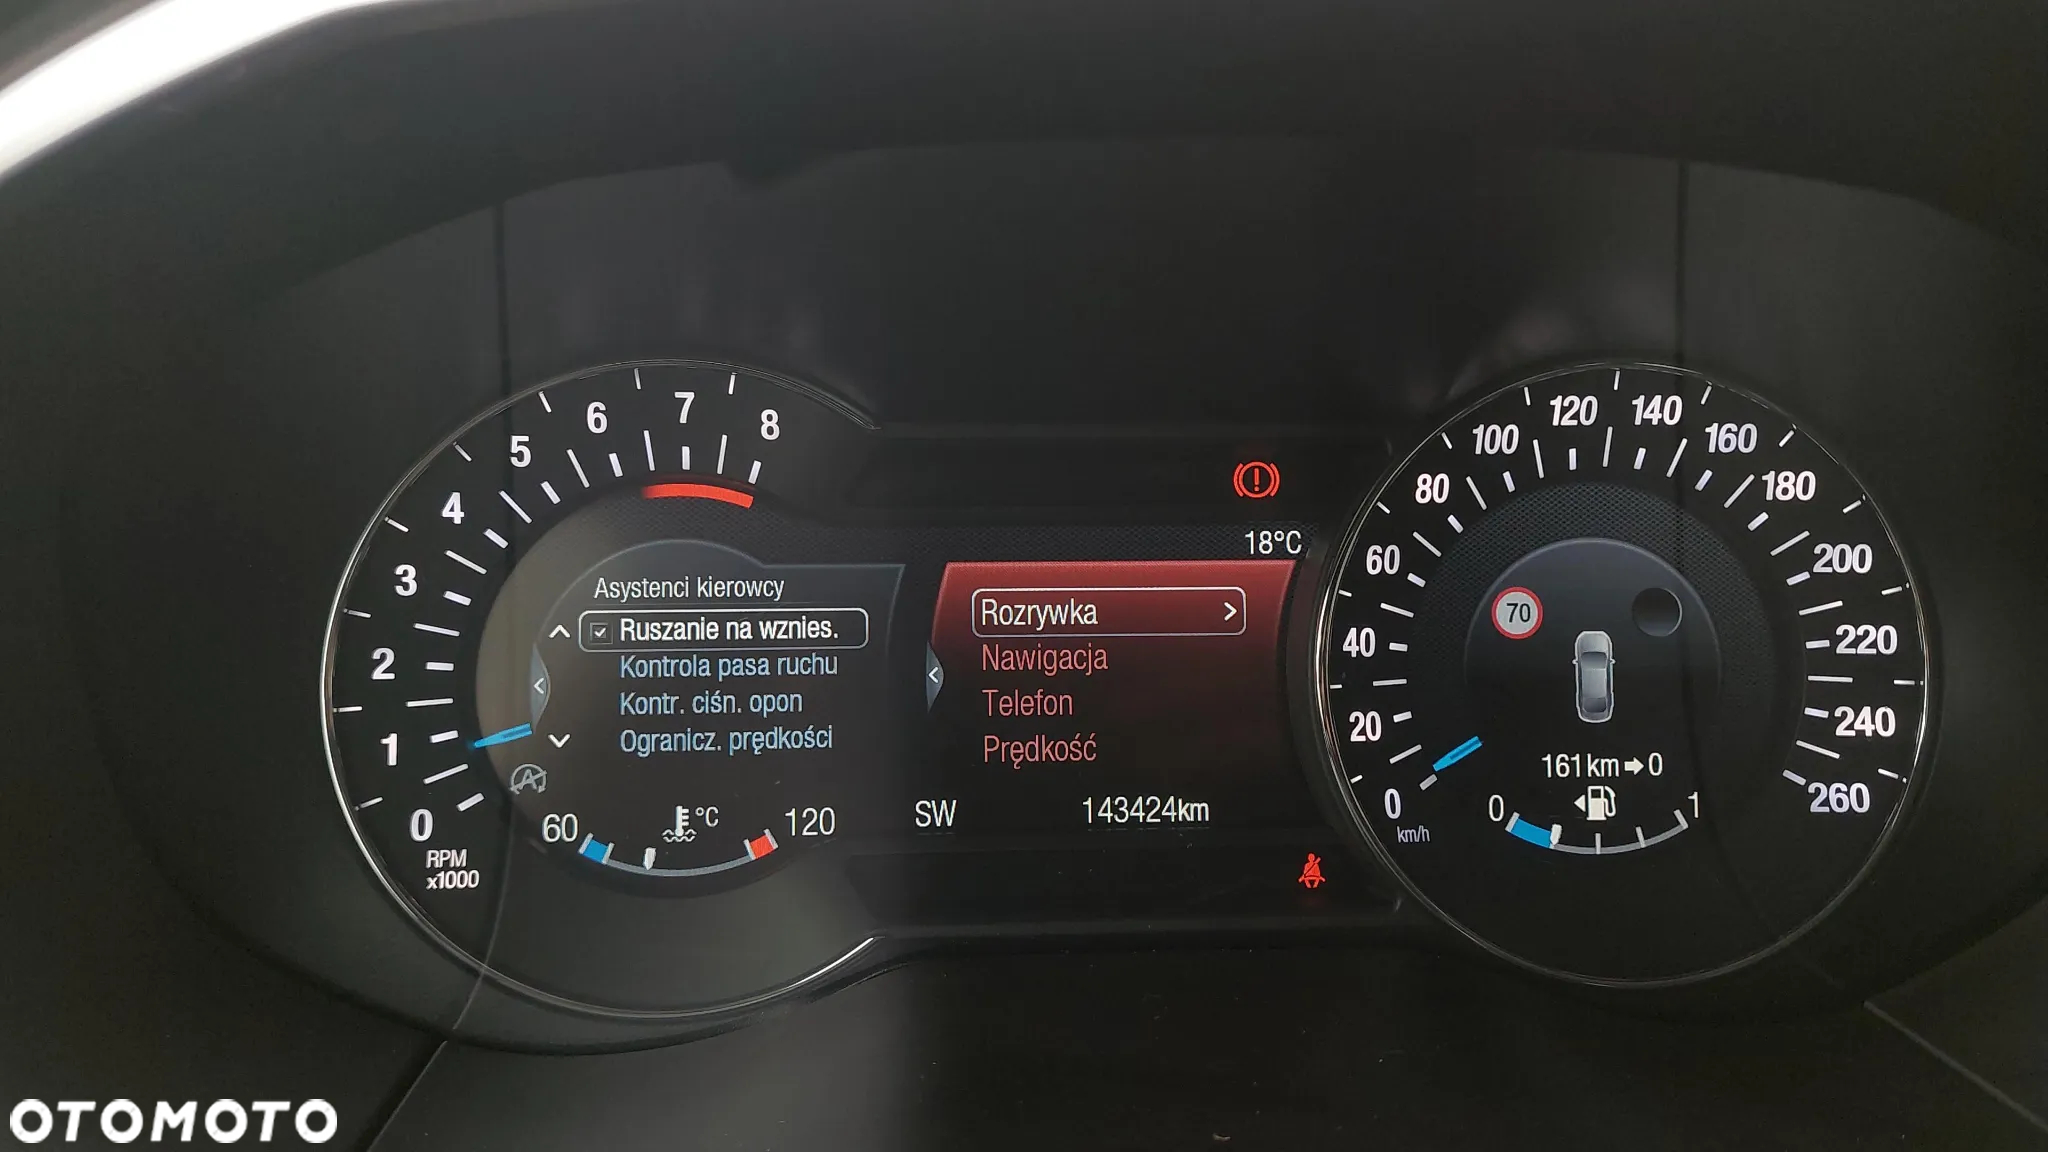 0 1 2 3 4 5 6 7 8
RPM
x1000
Asystenci kierowcy
Ruszanie na wznies.
Kontrola pasa ruchu
Kontr. ciśn. opon
Ogranicz. prędkości
A
60 °C 120
18°C
Rozrywka >
Nawigacja
Telefon
Prędkość
SW 143424km
0 20 40 60 80 100 120 140 160 180 200 220 240 260
km/h
70
161 km➡0
0 1
OTOMOTO